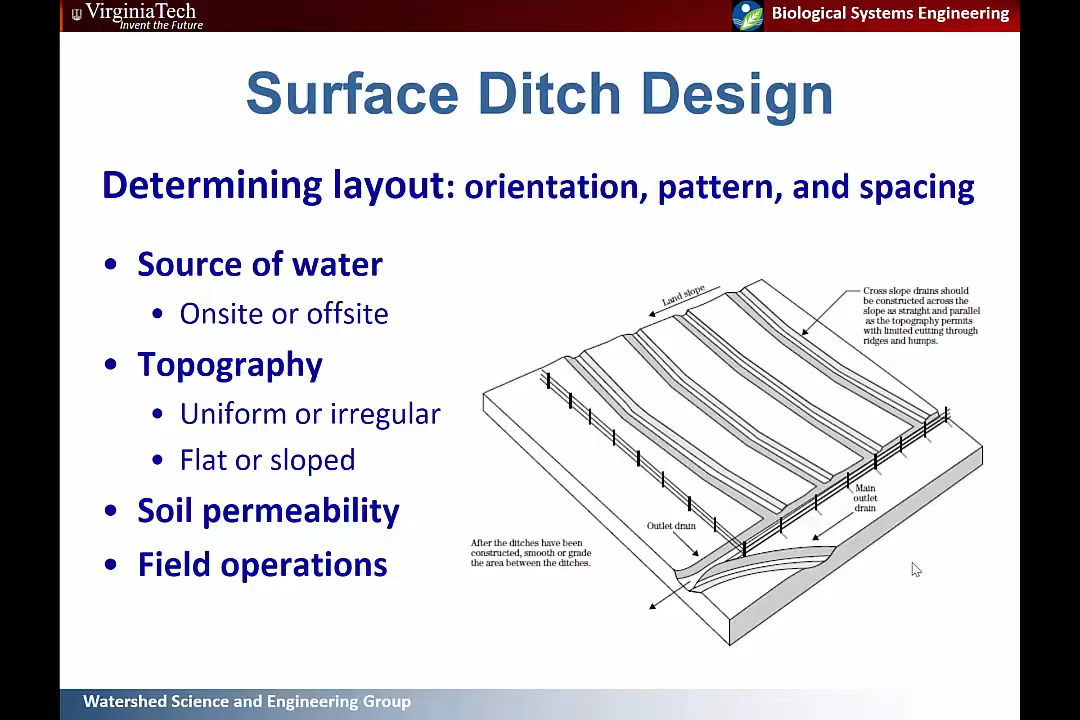 VirginiaTech
Invent the Future
Biological Systems Engineering
Surface Ditch Design
Determining layout: orientation, pattern, and spacing
• Source of water
• Onsite or offsite
• Topography
• Uniform or irregular
• Flat or sloped
• Soil permeability
• Field operations
Land slope
Cross slope drains should
be constructed across the
slope as straight and parallel
as the topography permits
with limited cutting through
ridges and humps.
Main
outlet
drain
Outlet drain
After the ditches have been
constructed, smooth or grade
the area between the ditches.
Watershed Science and Engineering Group